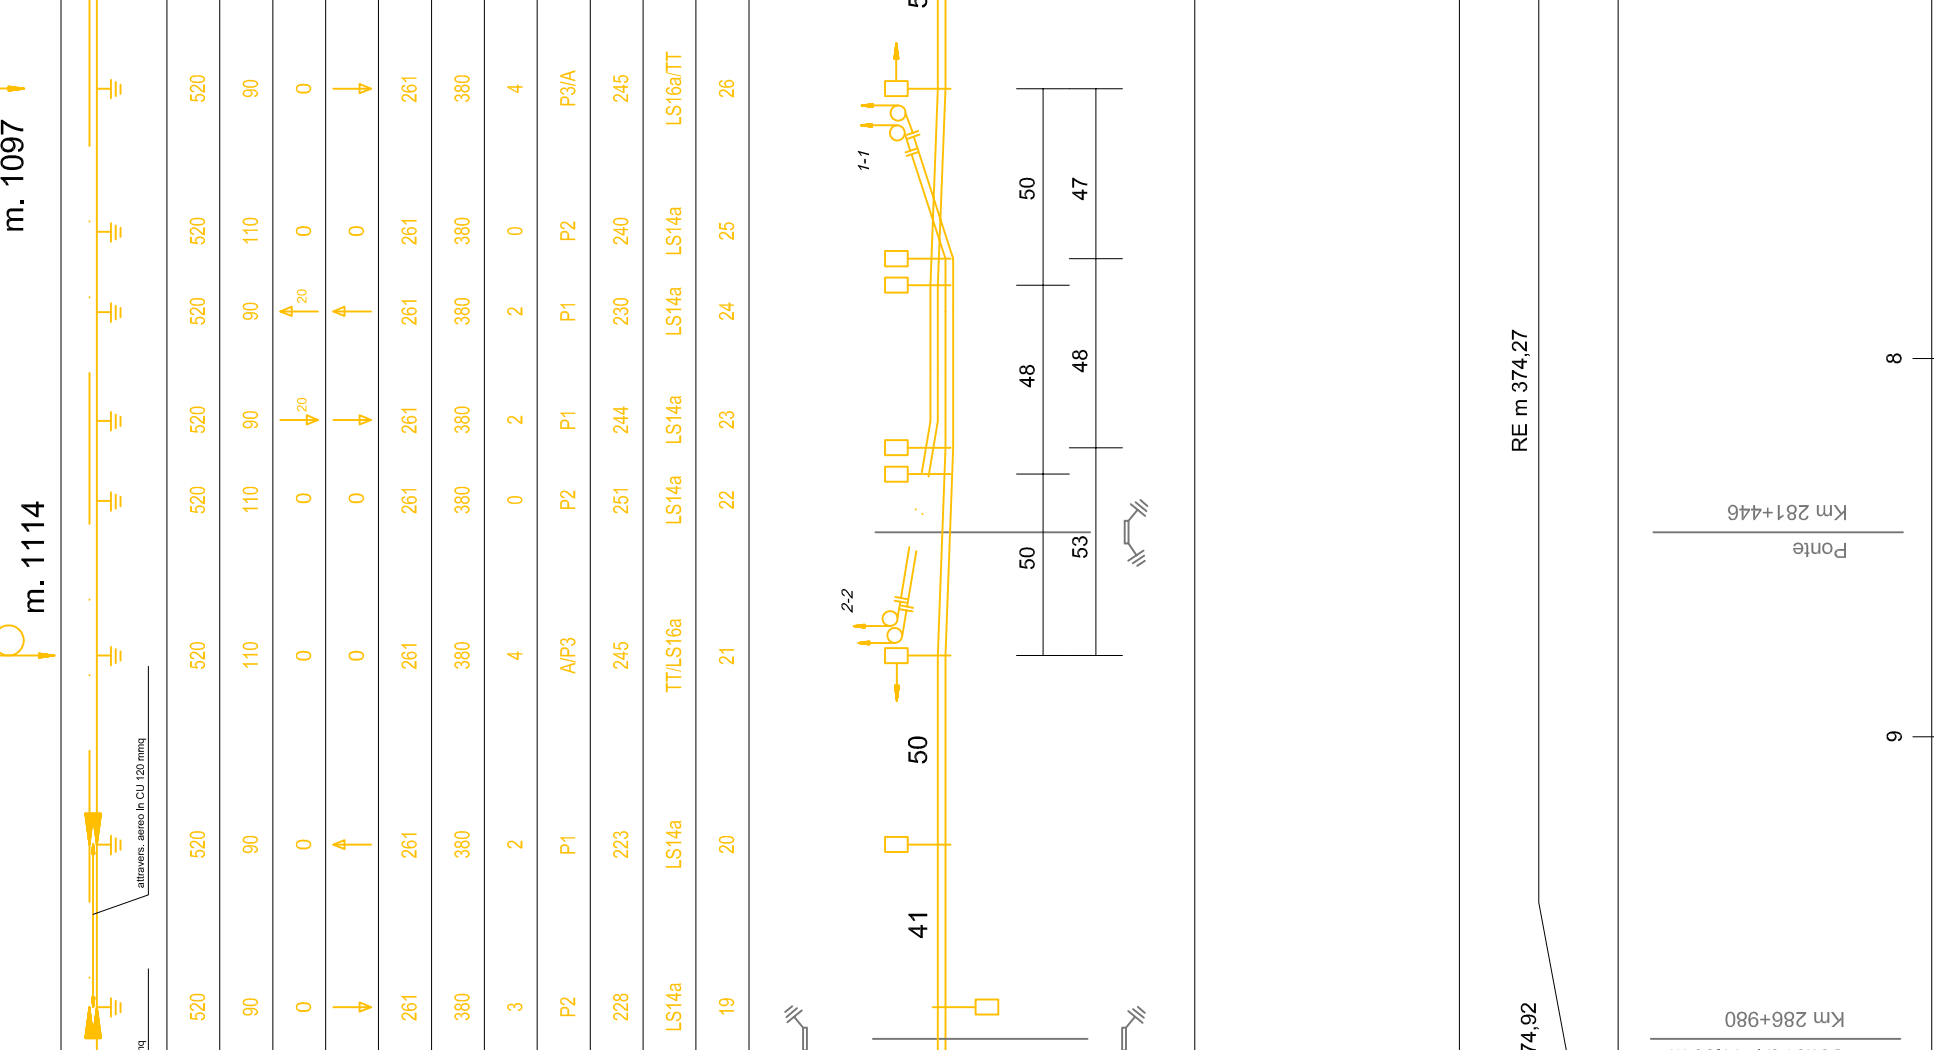 m. 1097
m. 1114
attravers. aereo in CU 120 mmq
520 90 0 261 380 4 P3/A 245 LS16a/TT 26
520 110 0 0 261 380 0 P2 240 LS14a 25
520 90 20 261 380 2 P1 230 LS14a 24
520 90 20 261 380 2 P1 244 LS14a 23
520 110 0 0 261 380 0 P2 251 LS14a 22
520 110 0 0 261 380 4 A/P3 245 TT/LS16a 21
520 90 0 261 380 2 P1 223 LS14a 20
520 90 0 261 380 3 P2 228 LS14a 19
1-1
2-2
50 47
48 48
50 53
50
41
RE m 374,27
74,92
Km 281+446
Ponte
Km 286+980
8
9